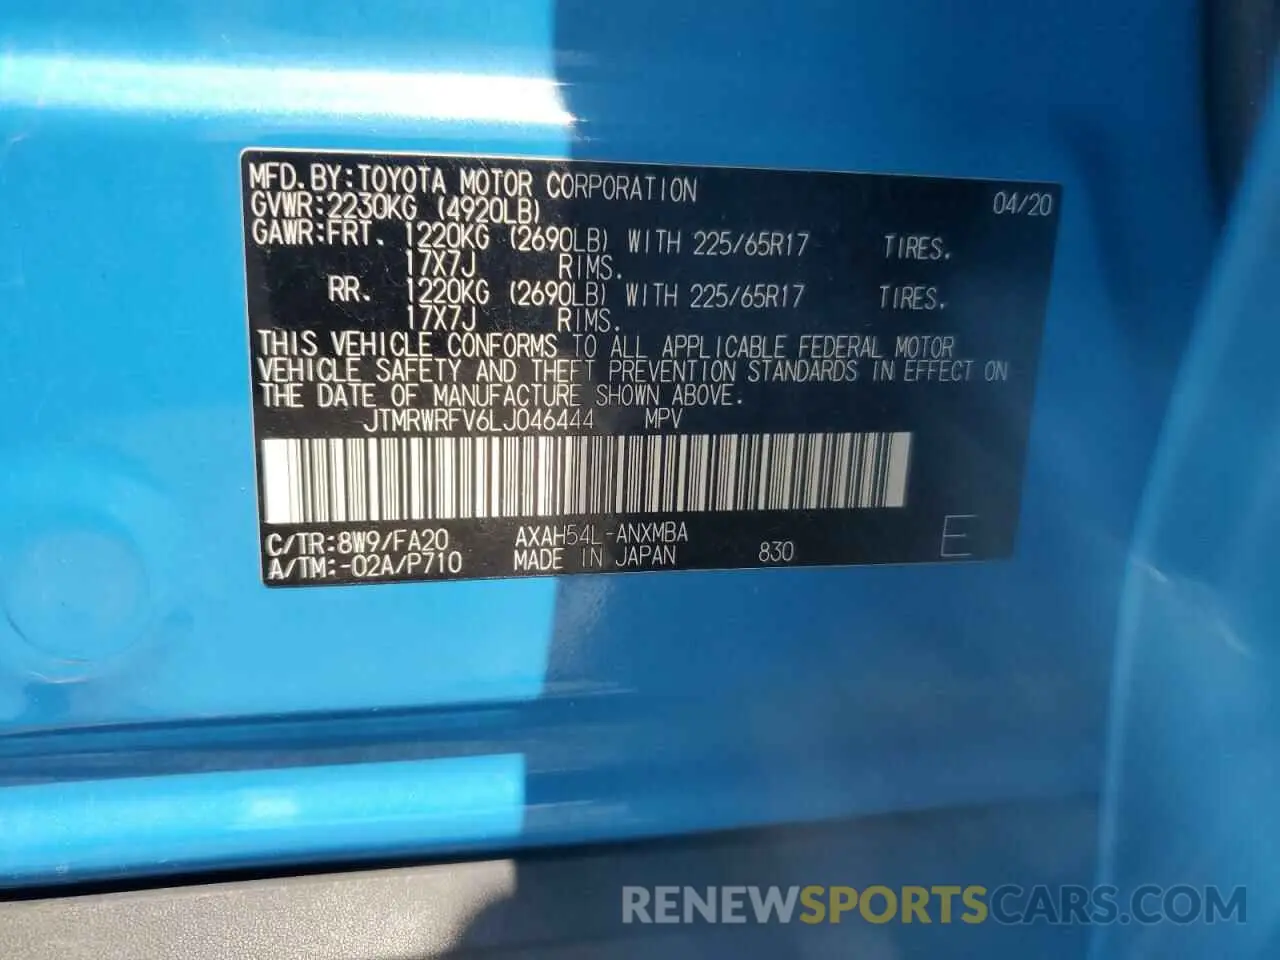 MFD.BY:TOYOTA MOTOR CORPORATION 04/20
GVWR:2230KG (4920LB)
GAWR:FRT. 1220KG (2690LB) WITH 225/65R17 TIRES.
17X7J RIMS.
RR. 1220KG (2690LB) WITH 225/65R17 TIRES.
17X7J RIMS.
THIS VEHICLE CONFORMS TO ALL APPLICABLE FEDERAL MOTOR
VEHICLE SAFETY AND THEFT PREVENTION STANDARDS IN EFFECT ON
THE DATE OF MANUFACTURE SHOWN ABOVE.
JTMRWRFV6LJ046444 MPV
C/TR:8W9/FA20 AXAH54L-ANXMBA
A/TM:-02A/P710 MADE IN JAPAN 830 E
RENEWSPORTSCARS.COM